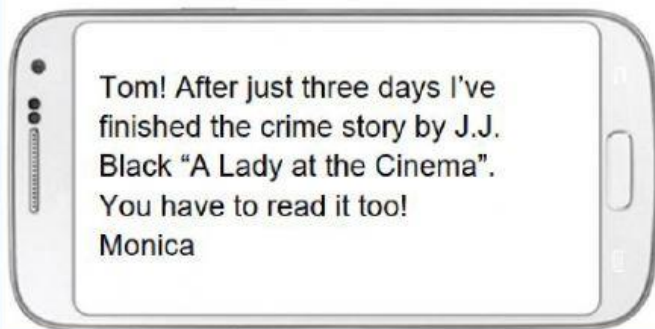 Tom! After just three days I’ve
finished the crime story by J.J.
Black “A Lady at the Cinema”.
You have to read it too!
Monica